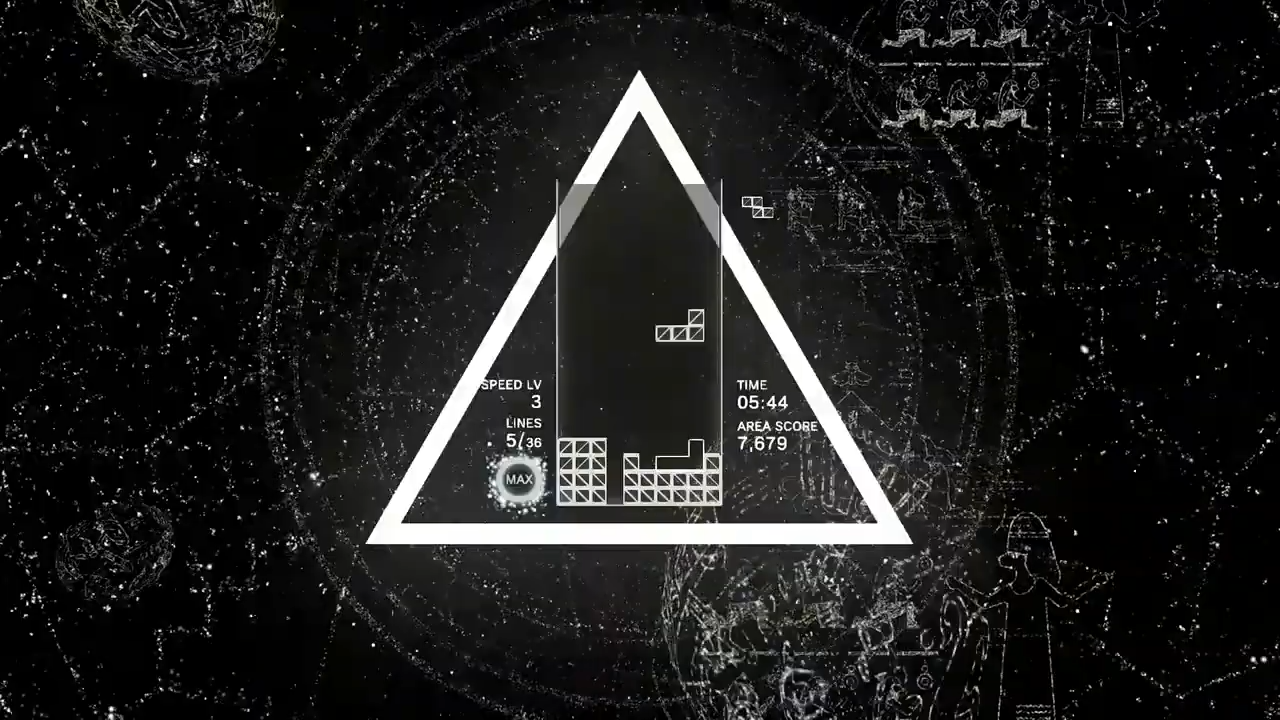 SPEED LV
3
LINES
5/36
MAX
TIME
05:44
AREA SCORE
7,679